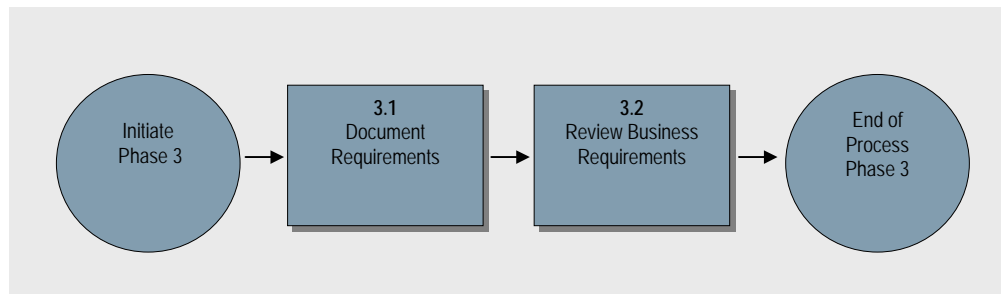 Initiate
Phase 3
3.1
Document
Requirements
3.2
Review Business
Requirements
End of
Process
Phase 3